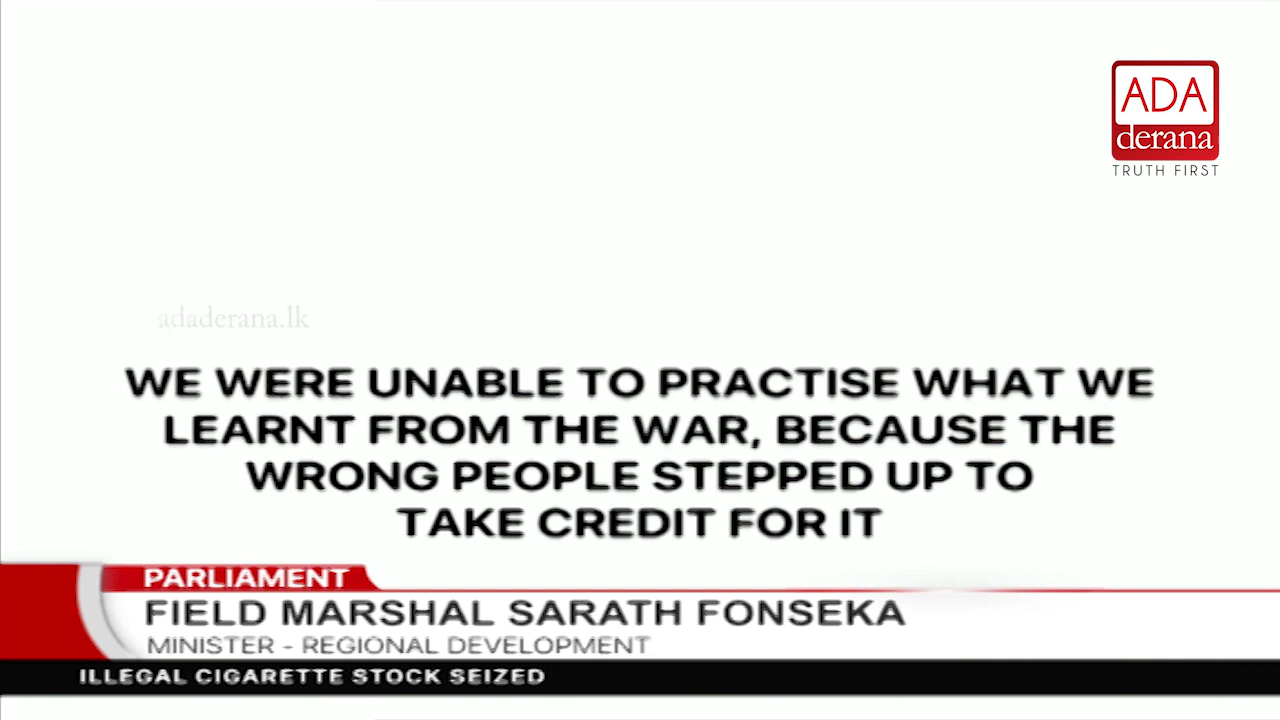 ADA
derana
TRUTH FIRST
adaderana.lk
WE WERE UNABLE TO PRACTISE WHAT WE
LEARNT FROM THE WAR, BECAUSE THE
WRONG PEOPLE STEPPED UP TO
TAKE CREDIT FOR IT
PARLIAMENT
FIELD MARSHAL SARATH FONSEKA
MINISTER - REGIONAL DEVELOPMENT
ILLEGAL CIGARETTE STOCK SEIZED